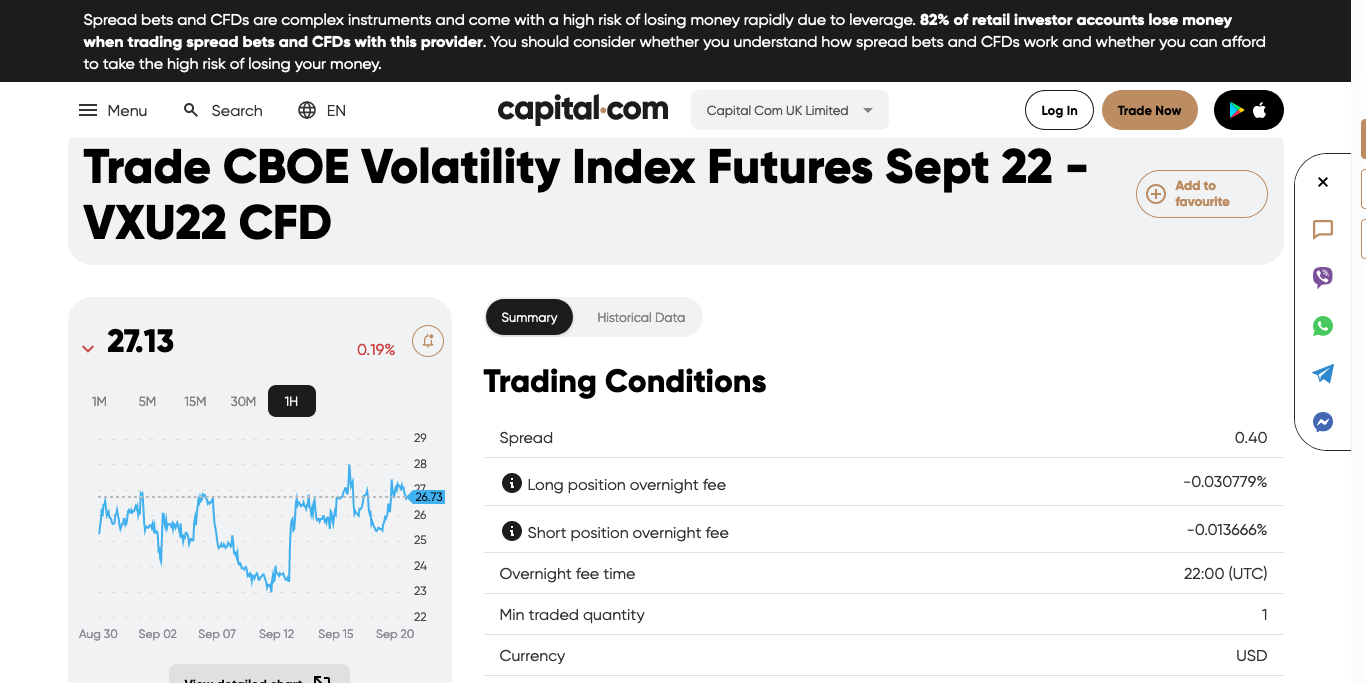 Spread bets and CFDs are complex instruments and come with a high risk of losing money rapidly due to leverage. 82% of retail investor accounts lose money
when trading spread bets and CFDs with this provider. You should consider whether you understand how spread bets and CFDs work and whether you can afford
to take the high risk of losing your money.
Menu
Search
EN
capital.com
Capital Com UK Limited
Log In
Trade Now
Trade CBOE Volatility Index Futures Sept 22 -
VXU22 CFD
Add to
favourite
27.13
0.19%
1M 5M 15M 30M 1H
29
28
27
26.73
26
25
24
23
22
Aug 30 Sep 02 Sep 07 Sep 12 Sep 15 Sep 20
View detailed chart
Summary
Historical Data
Trading Conditions
Spread 0.40
Long position overnight fee -0.030779%
Short position overnight fee -0.013666%
Overnight fee time 22:00 (UTC)
Min traded quantity 1
Currency USD